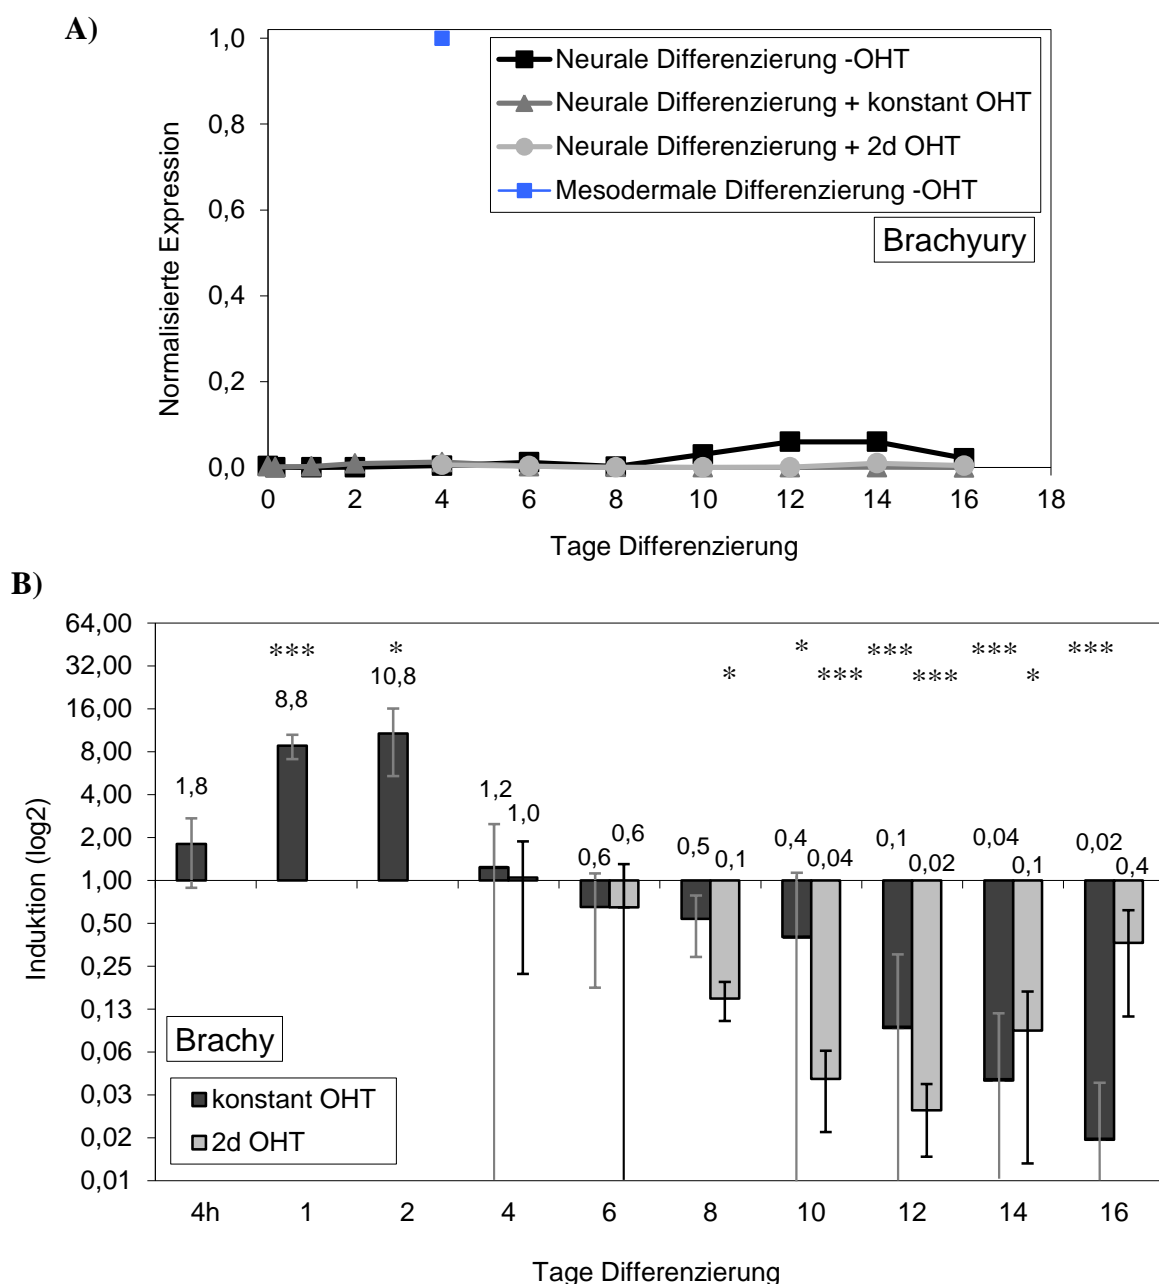 A)
1,0
0,8
0,6
0,4
0,2
0,0
Normalisierte Expression
Neurale Differenzierung -OHT
Neurale Differenzierung + konstant OHT
Neurale Differenzierung + 2d OHT
Mesodermale Differenzierung -OHT
Brachyury
0 2 4 6 8 10 12 14 16 18
Tage Differenzierung
B)
64,00
32,00
16,00
8,00
4,00
2,00
1,00
0,50
0,25
0,13
0,06
0,03
0,02
0,01
Induktion (log2)
*** * * *** *** ***
* *** *** *
1,8 8,8 10,8 1,2 1,0 0,6 0,6 0,5 0,1 0,4 0,04 0,1 0,02 0,04 0,1 0,02 0,4
Brachy
konstant OHT
2d OHT
4h 1 2 4 6 8 10 12 14 16
Tage Differenzierung